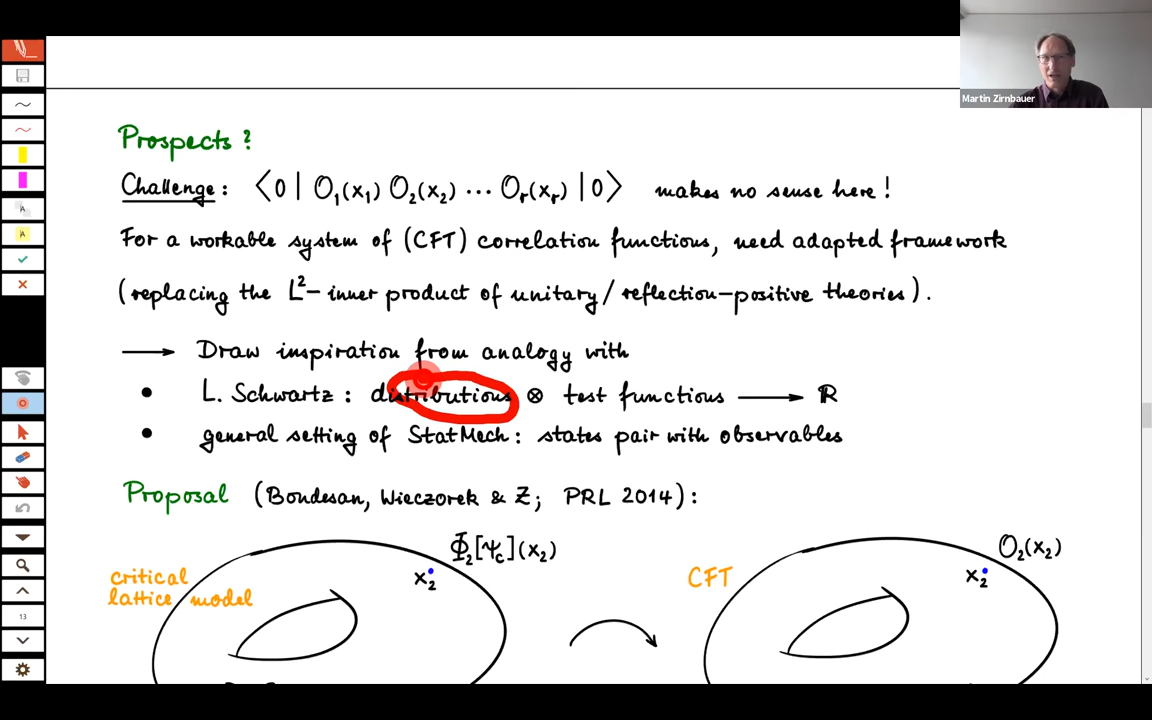 Martin Zirnbauer
Prospects ?
Challenge : ⟨0 | O₁(x₁) O₂(x₂) ··· Oᵣ(xᵣ) | 0⟩ makes no sense here !
For a workable system of (CFT) correlation functions, need adapted framework
(replacing the L²-inner product of unitary/reflection-positive theories).
⟶ Draw inspiration from analogy with
• L. Schwartz : distributions ⊗ test functions ⟶ ℝ
• general setting of StatMech : states pair with observables
Proposal (Bondesan, Wieczorek & Z ; PRL 2014) :
Φ₂[Ψ_c](x₂)
O₂(x₂)
critical
lattice model
x₂
CFT
x₂
13